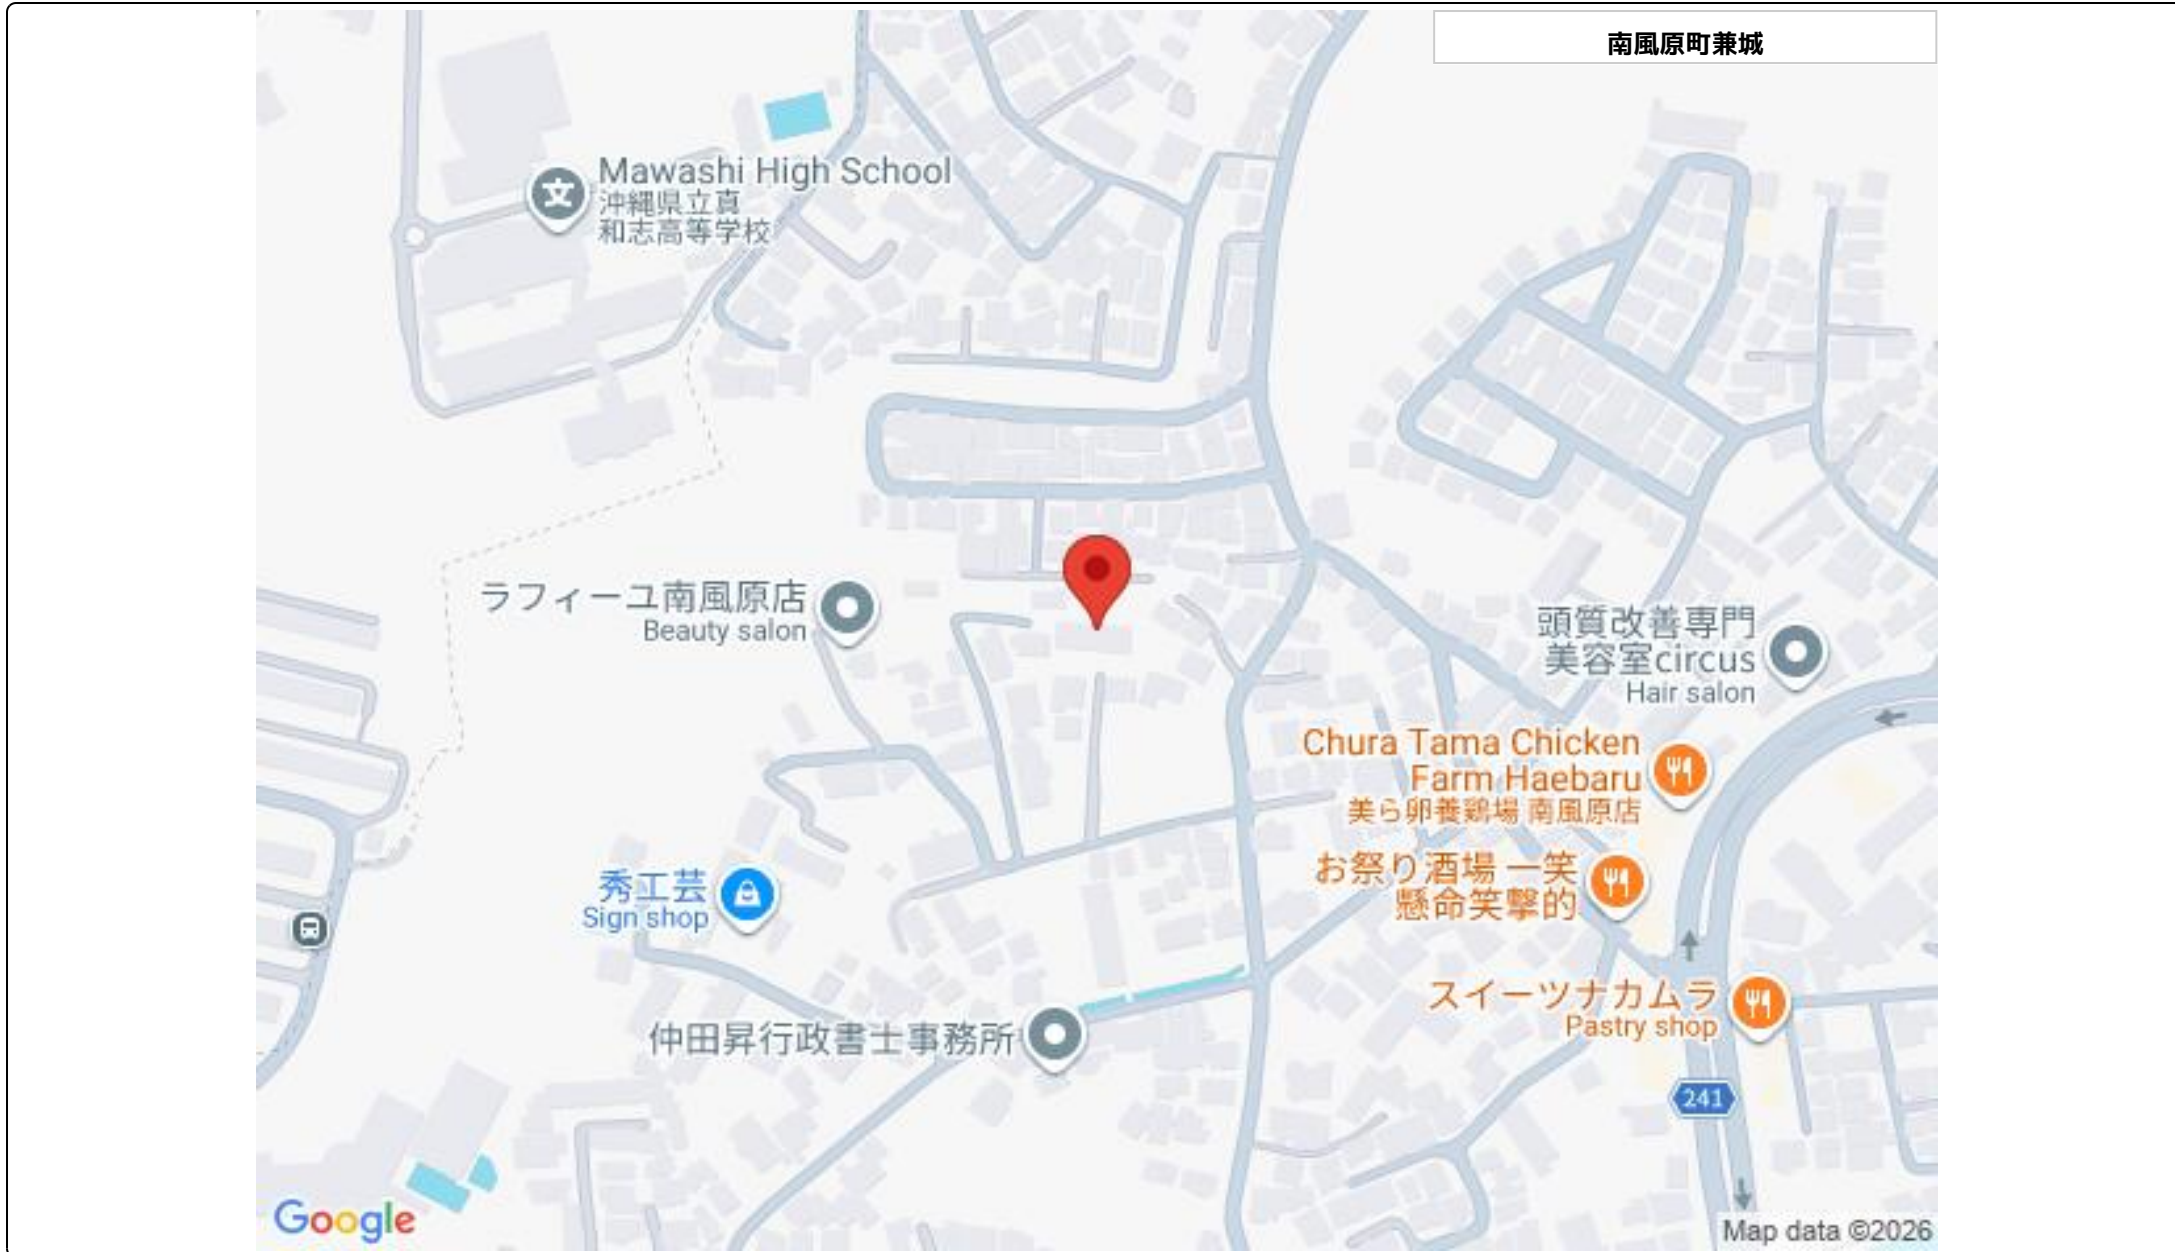 南風原町兼城
Mawashi High School
沖縄県立真
和志高等学校
文
ラフィーユ南風原店
Beauty salon
頭質改善専門
美容室circus
Hair salon
Chura Tama Chicken
Farm Haebaru
美ら卵養鶏場 南風原店
お祭り酒場 一笑
懸命笑撃的
秀工芸
Sign shop
スイーツナカムラ
Pastry shop
仲田昇行政書士事務所
241
Google
Map data ©2026